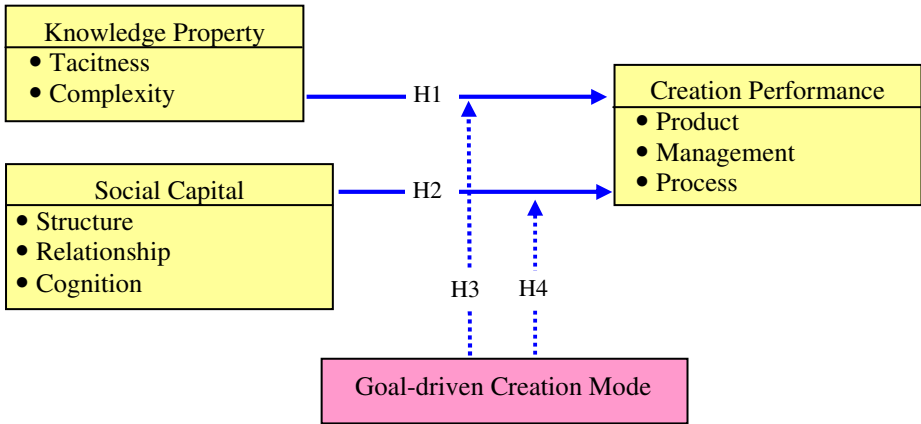 Knowledge Property
• Tacitness
• Complexity
H1
Creation Performance
• Product
• Management
• Process
Social Capital
• Structure
• Relationship
• Cognition
H2
H3
H4
Goal-driven Creation Mode